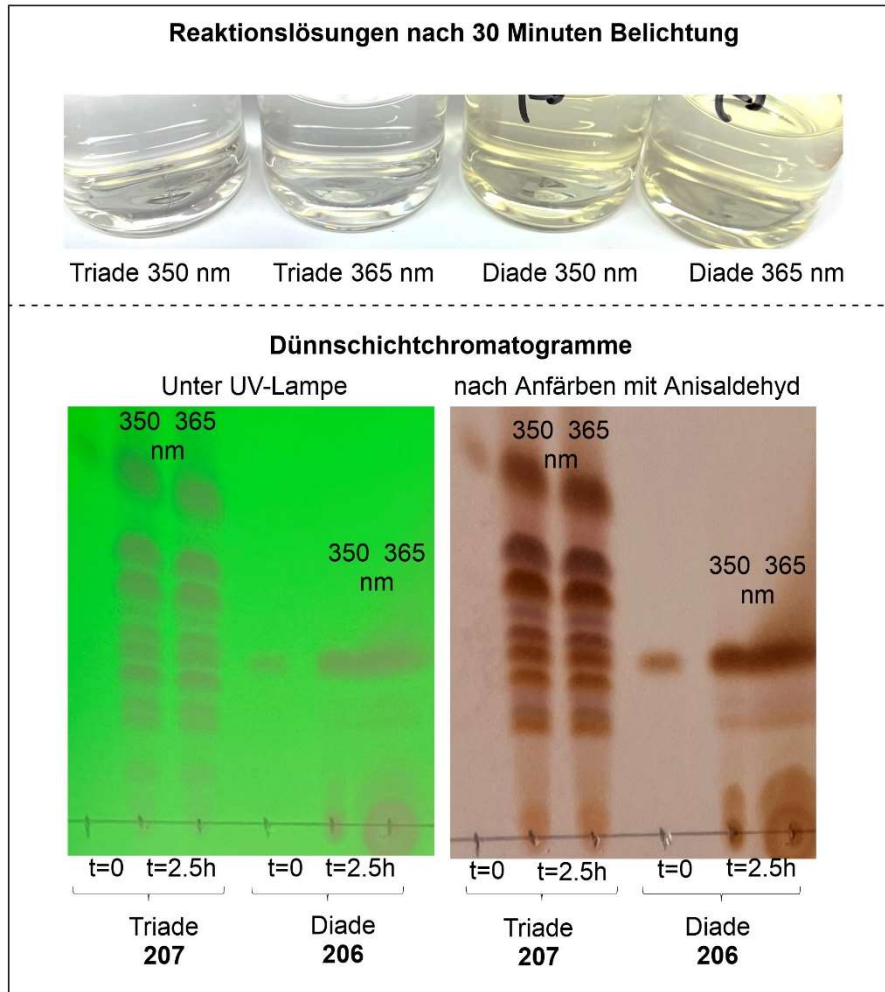 Reaktionslösungen nach 30 Minuten Belichtung
Triade 350 nm Triade 365 nm Diade 350 nm Diade 365 nm
Dünnschichtchromatogramme
Unter UV-Lampe nach Anfärben mit Anisaldehyd
350 365 350 365
nm nm
350 365 350 365
nm nm
t=0 t=2.5h t=0 t=2.5h t=0 t=2.5h t=0 t=2.5h
Triade Diade Triade Diade
207 206 207 206